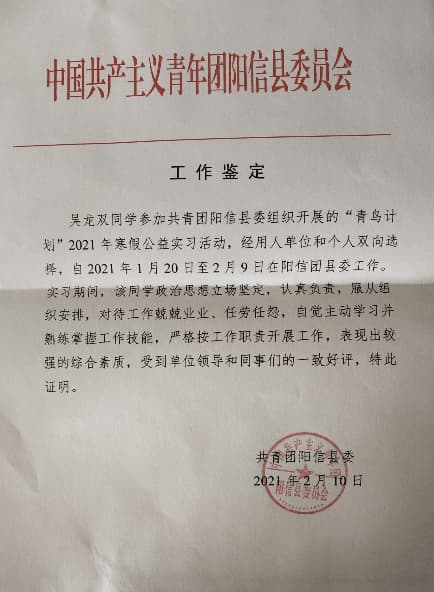 中国共产主义青年团阳信县委员会
工作鉴定
吴龙双同学参加共青团阳信县委组织开展的“青鸟计
划”2021年寒假公益实习活动，经用人单位和个人双向选
择，自2021年1月20日至2月9日在阳信团县委工作。
实习期间，该同学政治思想立场坚定，认真负责，服从组
织安排，对待工作兢兢业业、任劳任怨，自觉主动学习并
熟练掌握工作技能，严格按工作职责开展工作，表现出较
强的综合素质，受到单位领导和同事们的一致好评，特此
证明。
共青团阳信县委
2021年2月10日
阳信县委员会